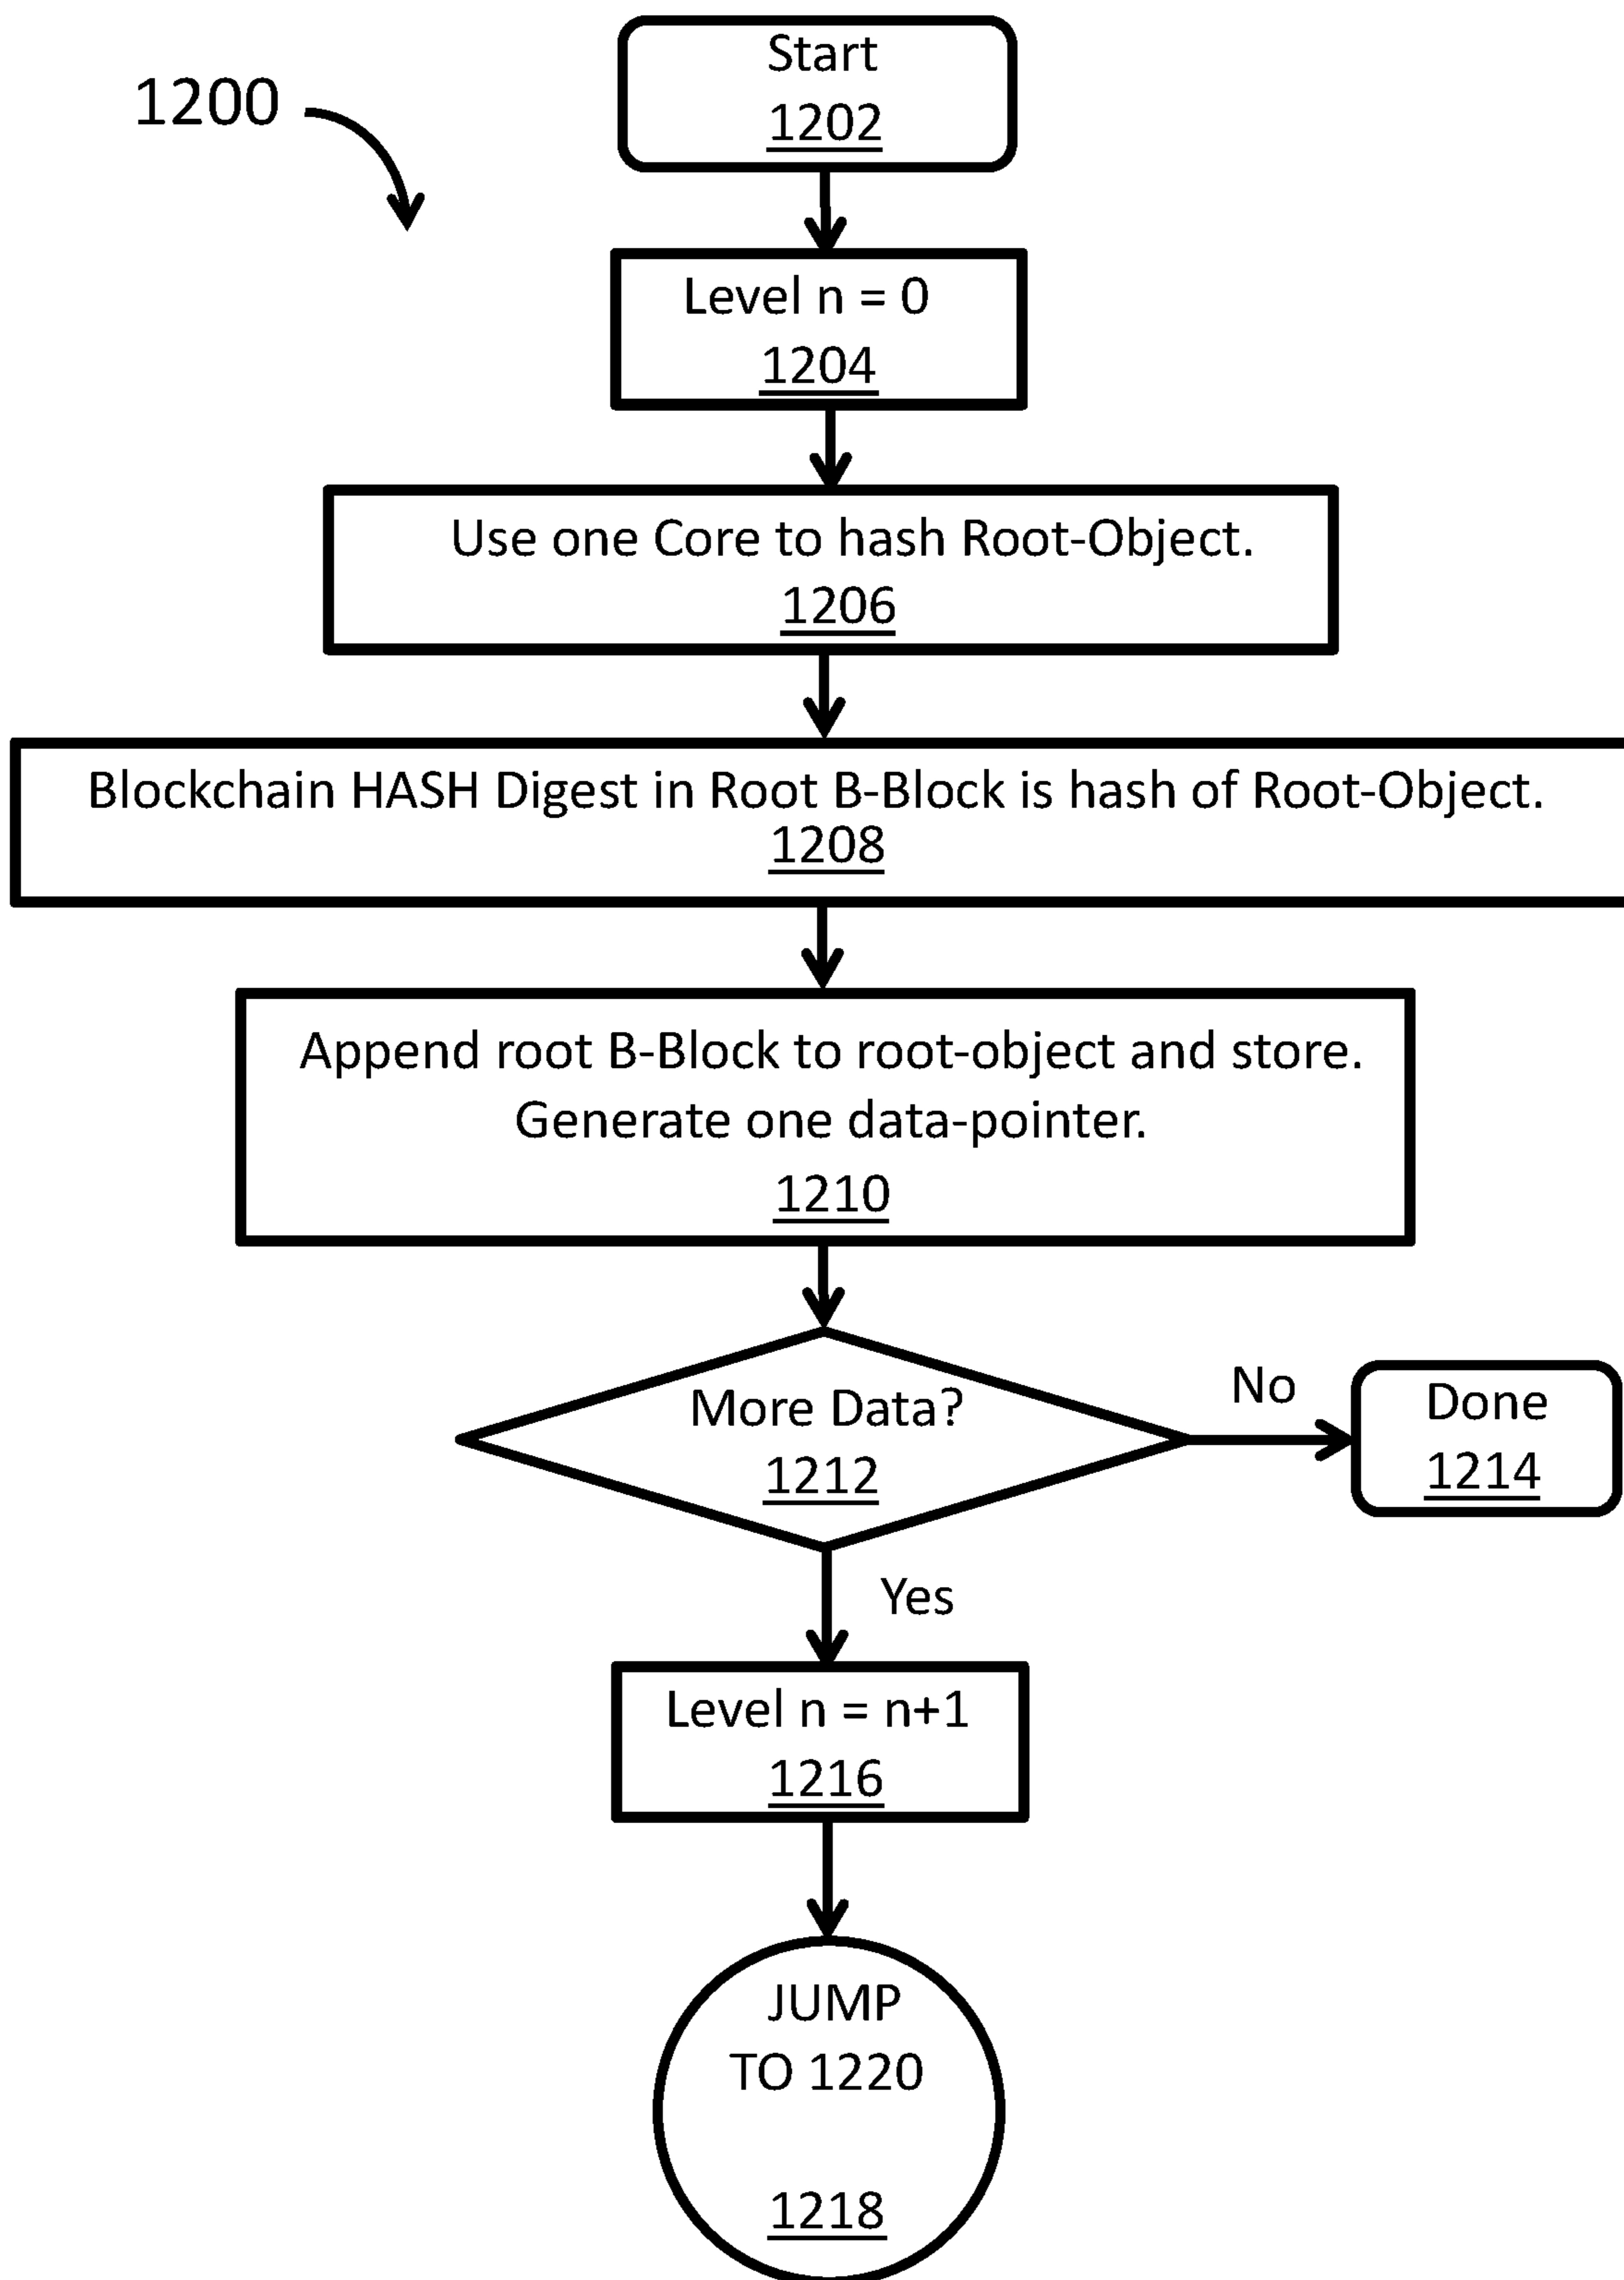 1200
Start
1202
Level n = 0
1204
Use one Core to hash Root-Object.
1206
Blockchain HASH Digest in Root B-Block is hash of Root-Object.
1208
Append root B-Block to root-object and store.
Generate one data-pointer.
1210
More Data?
1212
No
Done
1214
Yes
Level n = n+1
1216
JUMP
TO 1220
1218